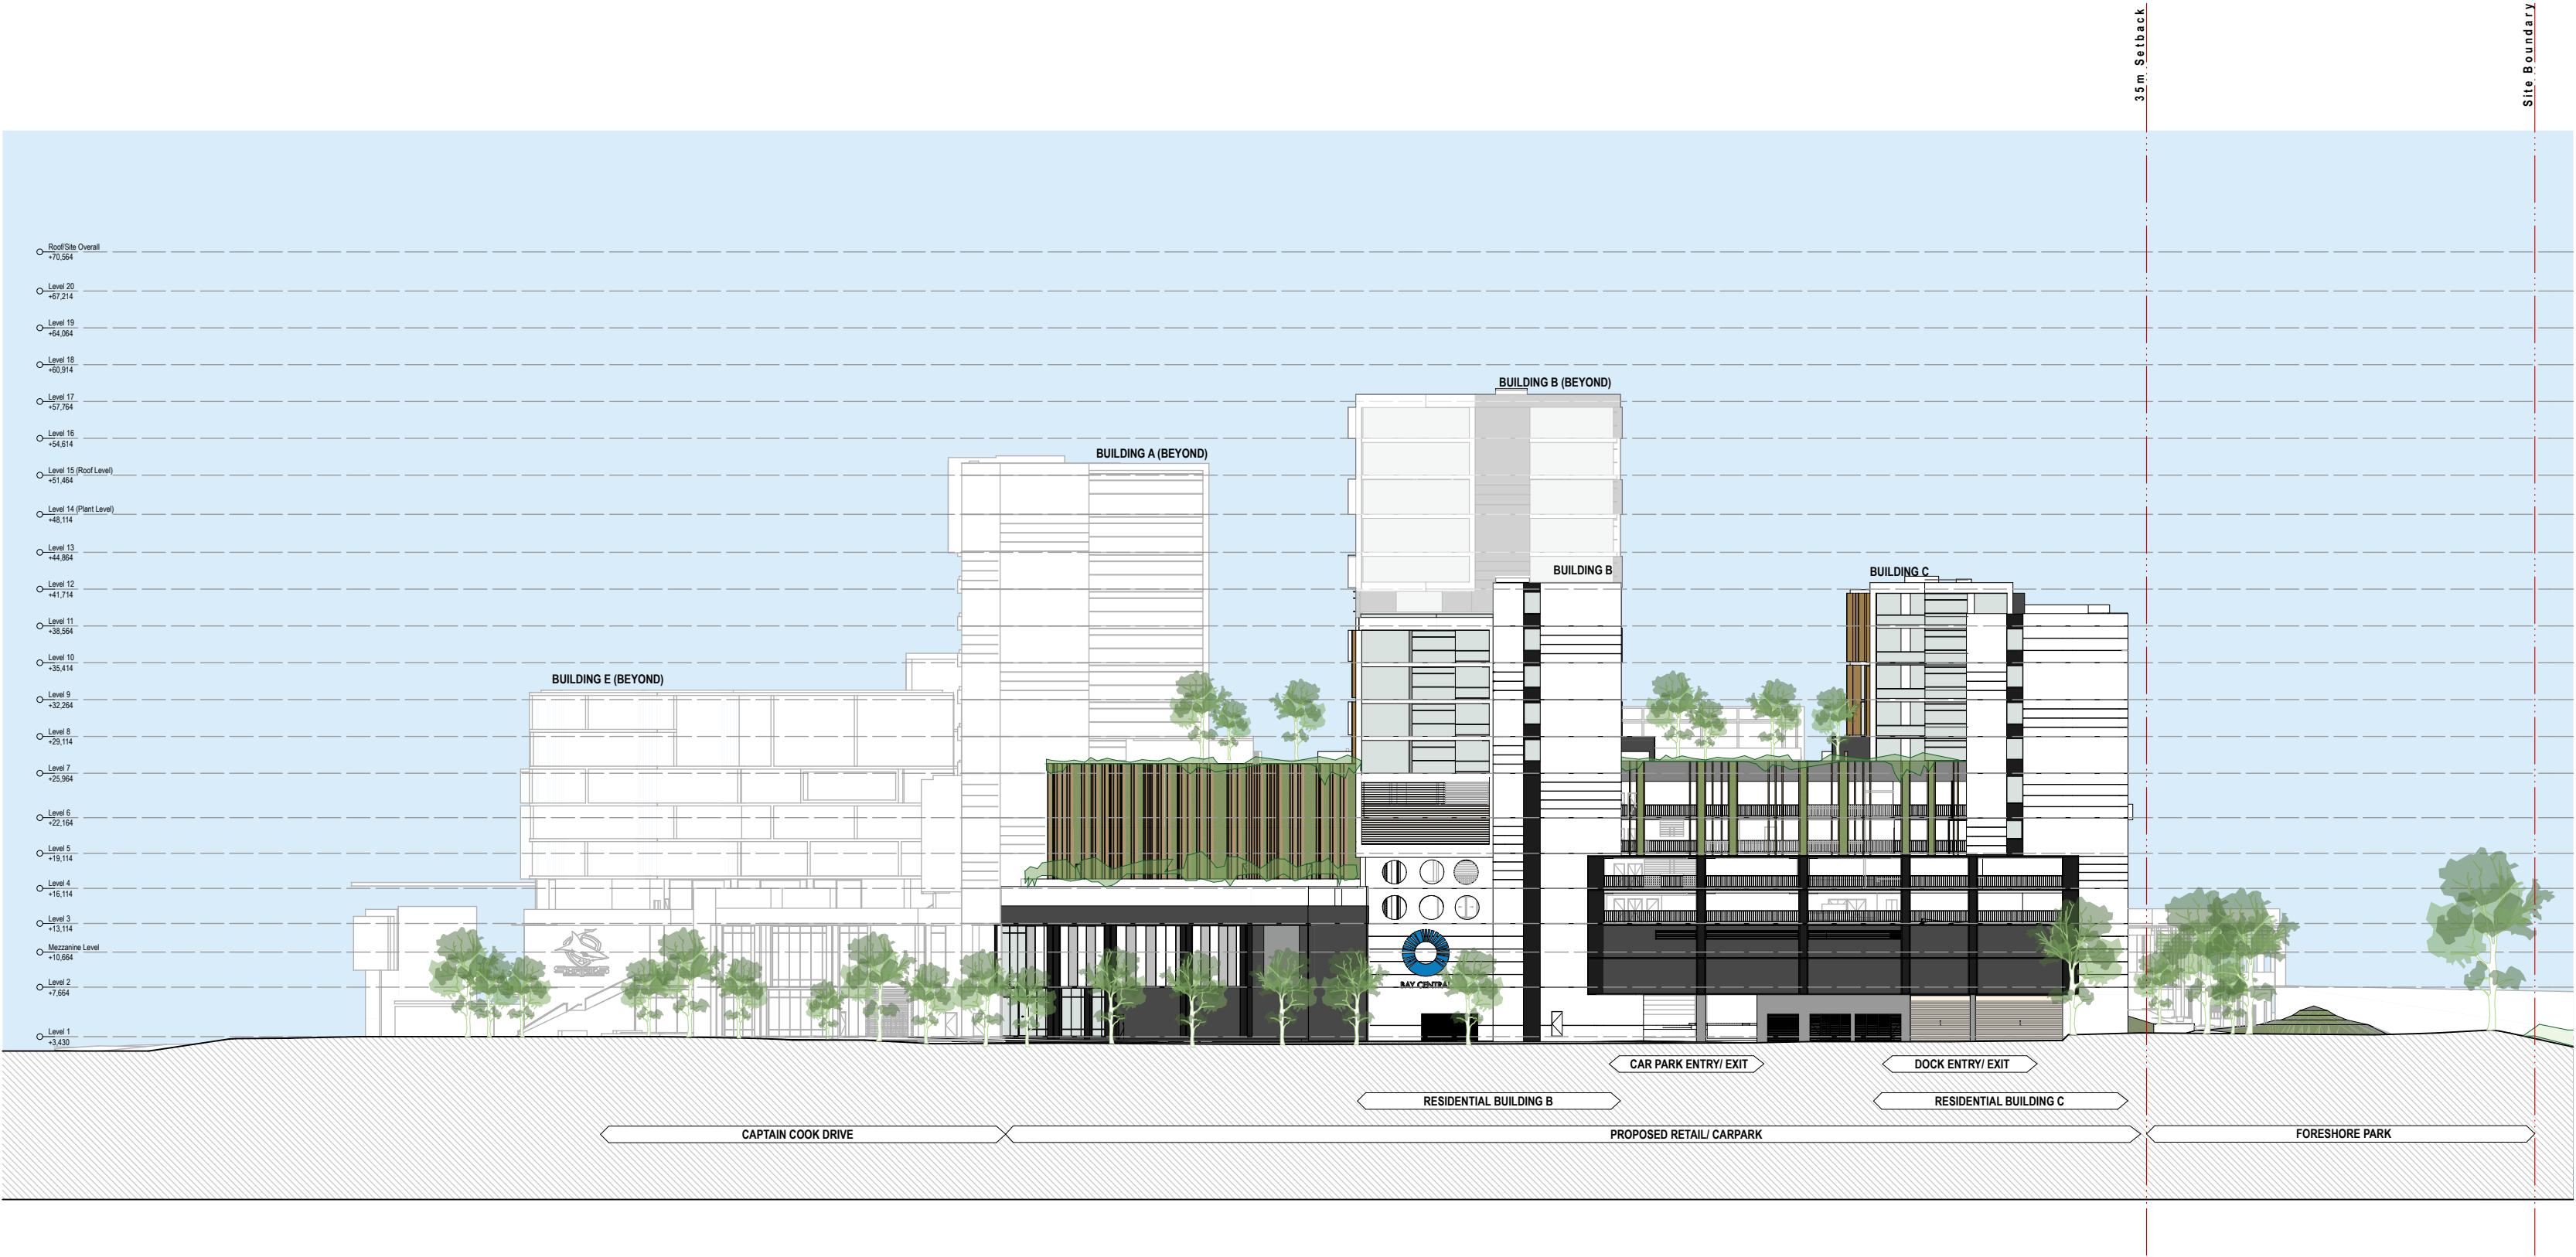 35m Setback
Site Boundary
Roof/Site Overall
+70,564
Level 20
+67,214
Level 19
+64,064
Level 18
+60,914
Level 17
+57,764
Level 16
+54,614
Level 15 (Roof Level)
+51,464
Level 14 (Plant Level)
+48,114
Level 13
+44,864
Level 12
+41,714
Level 11
+38,564
Level 10
+35,414
Level 9
+32,264
Level 8
+29,114
Level 7
+25,964
Level 6
+22,164
Level 5
+19,114
Level 4
+16,114
Level 3
+13,114
Mezzanine Level
+10,664
Level 2
+7,664
Level 1
+3,430
BUILDING B (BEYOND)
BUILDING A (BEYOND)
BUILDING B
BUILDING C
BUILDING E (BEYOND)
BAY CENTRAL
CAR PARK ENTRY/ EXIT
DOCK ENTRY/ EXIT
RESIDENTIAL BUILDING B
RESIDENTIAL BUILDING C
CAPTAIN COOK DRIVE
PROPOSED RETAIL/ CARPARK
FORESHORE PARK